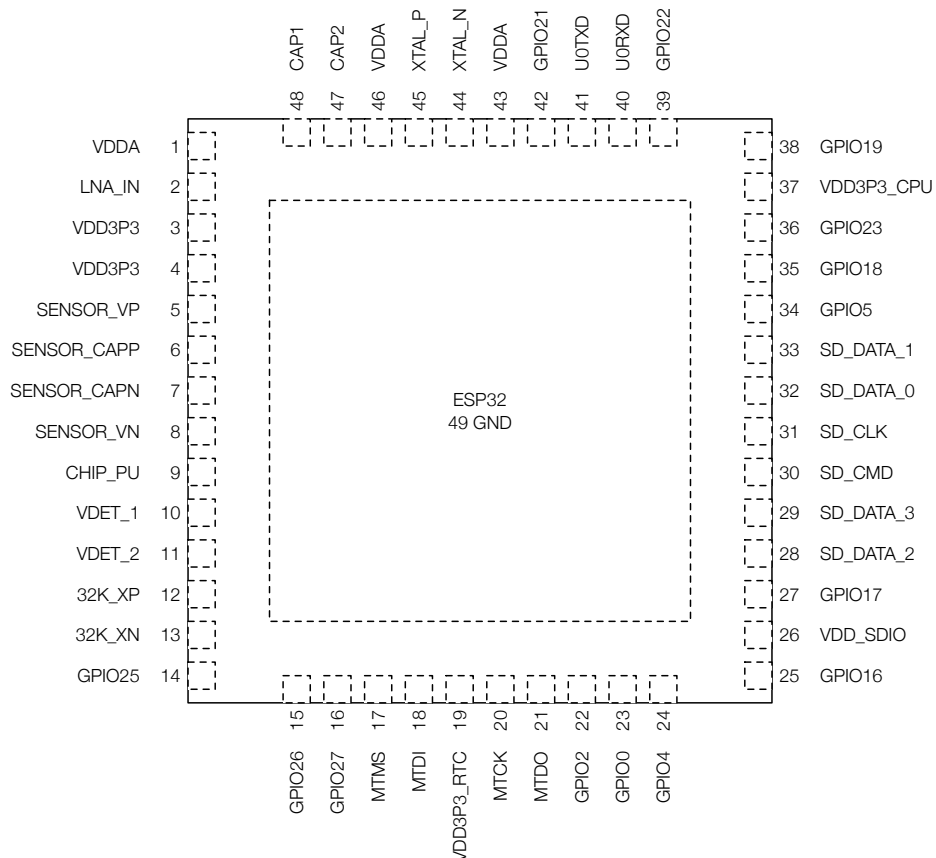 CAP1
CAP2
VDDA
XTAL_P
XTAL_N
VDDA
GPIO21
U0TXD
U0RXD
GPIO22
48
47
46
45
44
43
42
41
40
39
VDDA 1
LNA_IN 2
VDD3P3 3
VDD3P3 4
SENSOR_VP 5
SENSOR_CAPP 6
SENSOR_CAPN 7
SENSOR_VN 8
CHIP_PU 9
VDET_1 10
VDET_2 11
32K_XP 12
32K_XN 13
GPIO25 14
ESP32
49 GND
38 GPIO19
37 VDD3P3_CPU
36 GPIO23
35 GPIO18
34 GPIO5
33 SD_DATA_1
32 SD_DATA_0
31 SD_CLK
30 SD_CMD
29 SD_DATA_3
28 SD_DATA_2
27 GPIO17
26 VDD_SDIO
25 GPIO16
15
16
17
18
19
20
21
22
23
24
GPIO26
GPIO27
MTMS
MTDI
VDD3P3_RTC
MTCK
MTDO
GPIO2
GPIO0
GPIO4